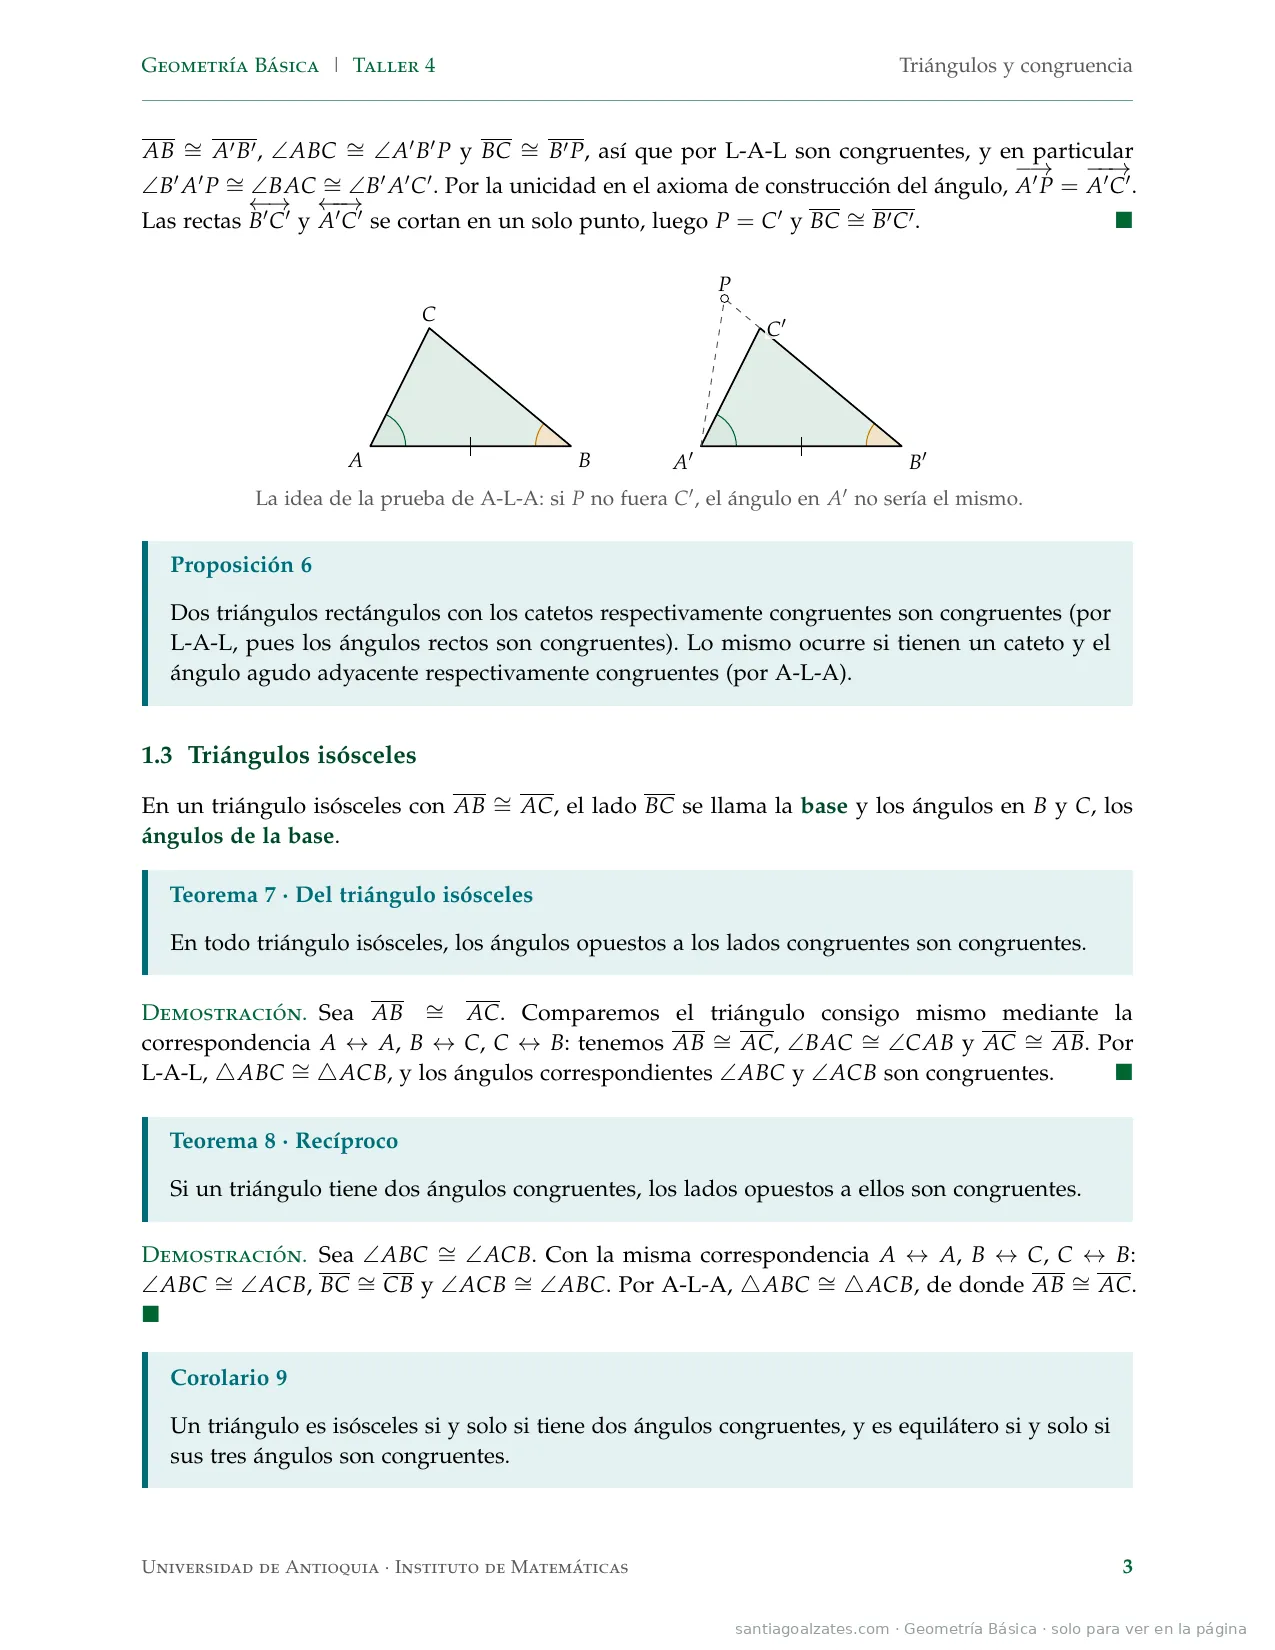 Geometría Básica | Taller 4
Triángulos y congruencia
AB ≅ A′B′, ∠ABC ≅ ∠A′B′P y BC ≅ B′P, así que por L-A-L son congruentes, y en particular
∠B′A′P ≅ ∠BAC ≅ ∠B′A′C′. Por la unicidad en el axioma de construcción del ángulo, A′P = A′C′.
Las rectas B′C′ y A′C′ se cortan en un solo punto, luego P = C′ y BC ≅ B′C′. ■
P
C
C′
A
B
A′
B′
La idea de la prueba de A-L-A: si P no fuera C′, el ángulo en A′ no sería el mismo.
Proposición 6
Dos triángulos rectángulos con los catetos respectivamente congruentes son congruentes (por
L-A-L, pues los ángulos rectos son congruentes). Lo mismo ocurre si tienen un cateto y el
ángulo agudo adyacente respectivamente congruentes (por A-L-A).
1.3 Triángulos isósceles
En un triángulo isósceles con AB ≅ AC, el lado BC se llama la base y los ángulos en B y C, los
ángulos de la base.
Teorema 7 · Del triángulo isósceles
En todo triángulo isósceles, los ángulos opuestos a los lados congruentes son congruentes.
Demostración. Sea AB ≅ AC. Comparemos el triángulo consigo mismo mediante la
correspondencia A ↔ A, B ↔ C, C ↔ B: tenemos AB ≅ AC, ∠BAC ≅ ∠CAB y AC ≅ AB. Por
L-A-L, △ABC ≅ △ACB, y los ángulos correspondientes ∠ABC y ∠ACB son congruentes. ■
Teorema 8 · Recíproco
Si un triángulo tiene dos ángulos congruentes, los lados opuestos a ellos son congruentes.
Demostración. Sea ∠ABC ≅ ∠ACB. Con la misma correspondencia A ↔ A, B ↔ C, C ↔ B:
∠ABC ≅ ∠ACB, BC ≅ CB y ∠ACB ≅ ∠ABC. Por A-L-A, △ABC ≅ △ACB, de donde AB ≅ AC.
■
Corolario 9
Un triángulo es isósceles si y solo si tiene dos ángulos congruentes, y es equilátero si y solo si
sus tres ángulos son congruentes.
Universidad de Antioquia · Instituto de Matemáticas
3
santiagoalzates.com · Geometría Básica · solo para ver en la página